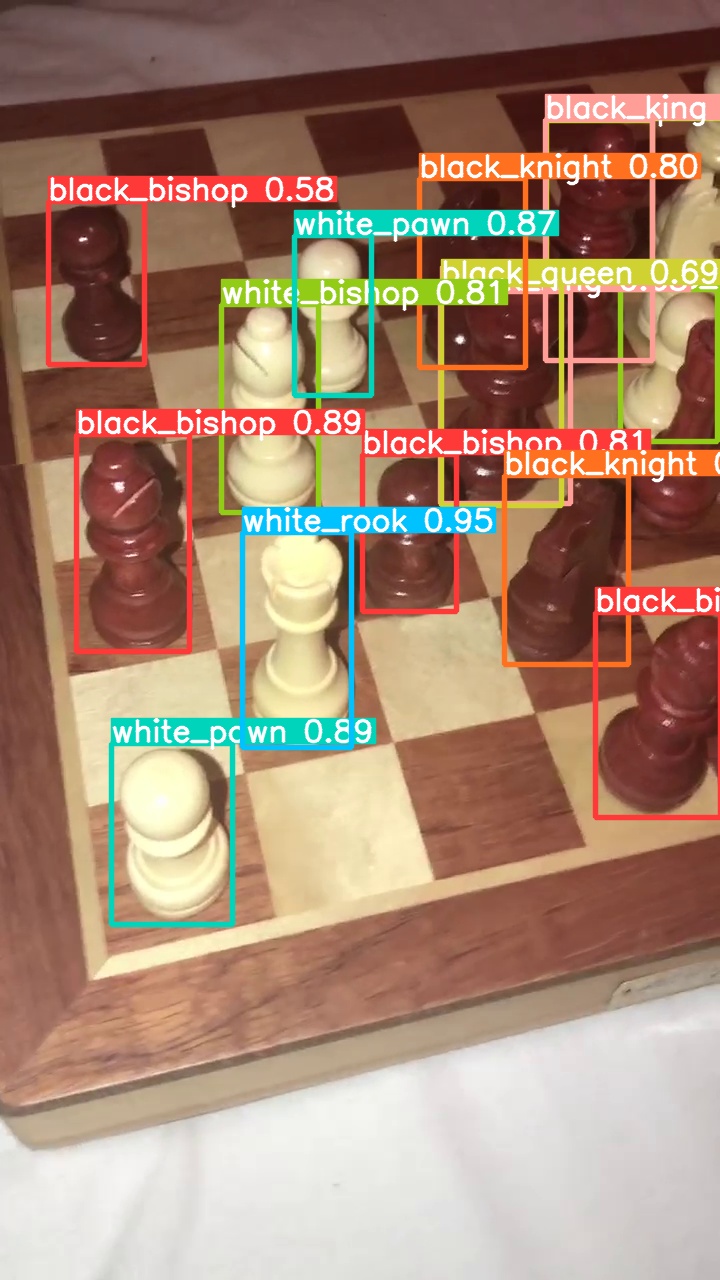 black_king
black_knight 0.80
black_bishop 0.58
white_pawn 0.87
black_queen 0.69
white_bishop 0.81
black_bishop 0.89
black_bishop 0.81
black_knight
white_rook 0.95
black_bi
white_pawn 0.89